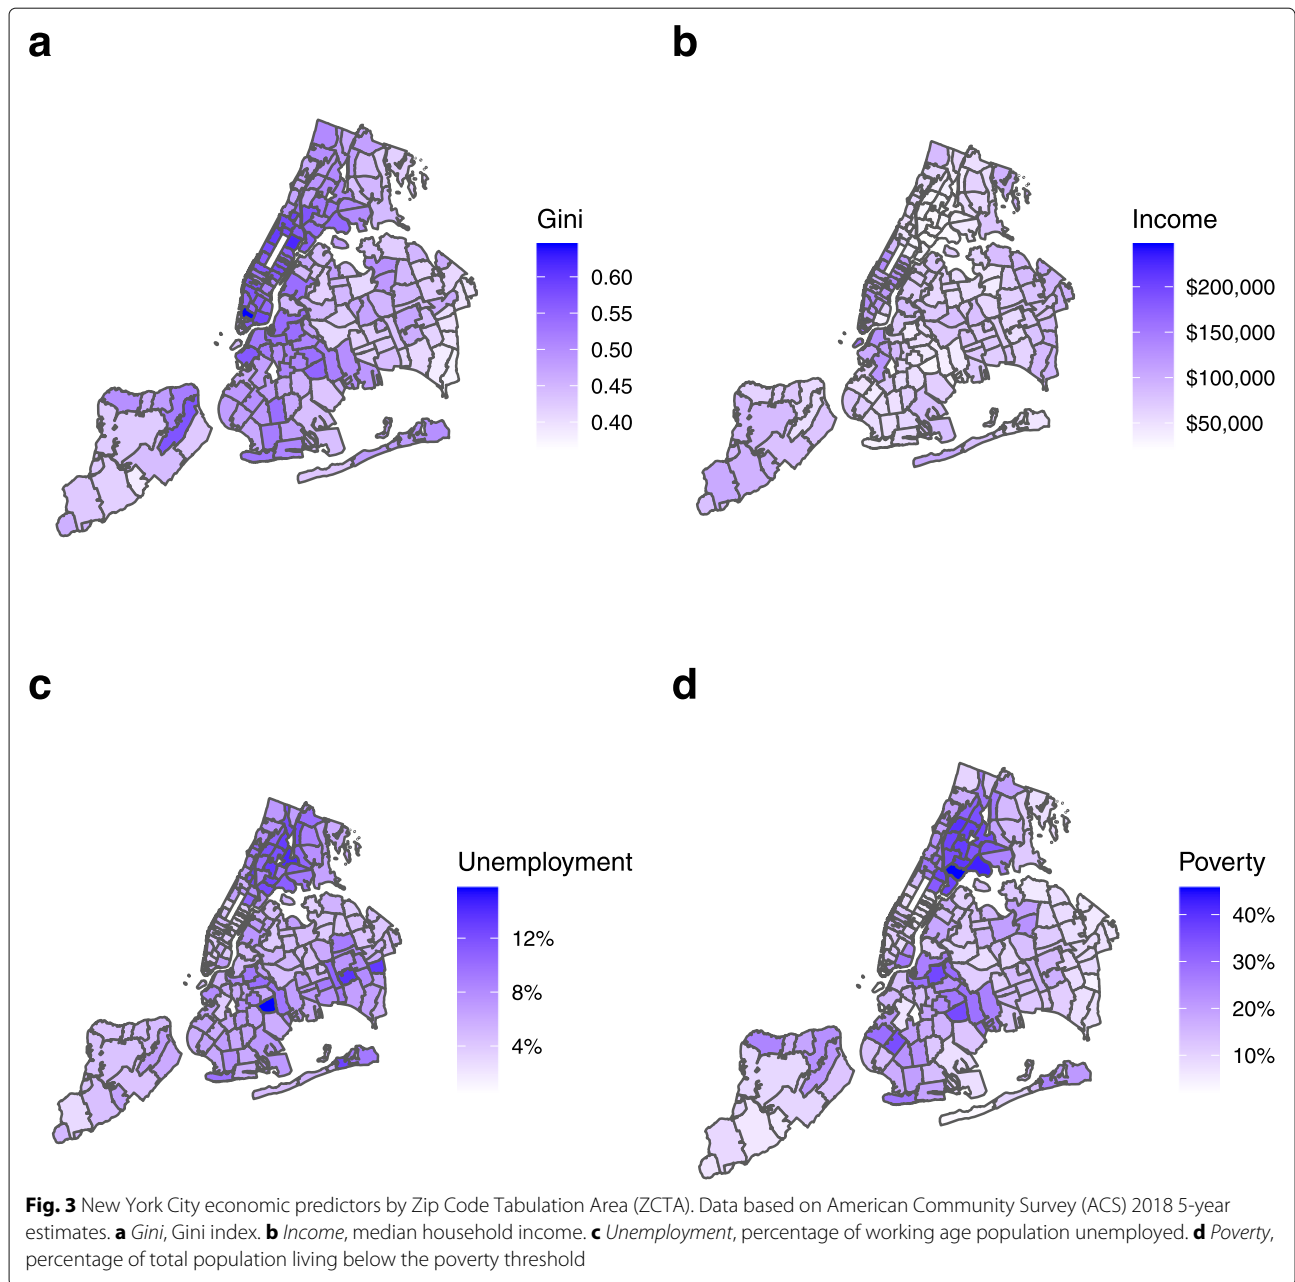 a
b
Gini
0.60
0.55
0.50
0.45
0.40
Income
$200,000
$150,000
$100,000
$50,000
c
d
Unemployment
12%
8%
4%
Poverty
40%
30%
20%
10%
Fig. 3 New York City economic predictors by Zip Code Tabulation Area (ZCTA). Data based on American Community Survey (ACS) 2018 5-year
estimates. a Gini, Gini index. b Income, median household income. c Unemployment, percentage of working age population unemployed. d Poverty,
percentage of total population living below the poverty threshold